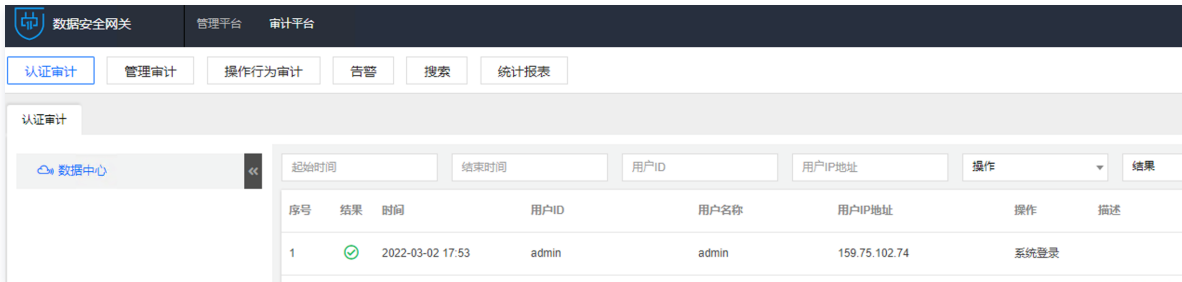 数据安全网关 管理平台 审计平台
认证审计 管理审计 操作行为审计 告警 搜索 统计报表
认证审计
数据中心 «
起始时间 结束时间 用户ID 用户IP地址 操作 结果
序号 结果 时间 用户ID 用户名称 用户IP地址 操作 描述
1 2022-03-02 17:53 admin admin 159.75.102.74 系统登录